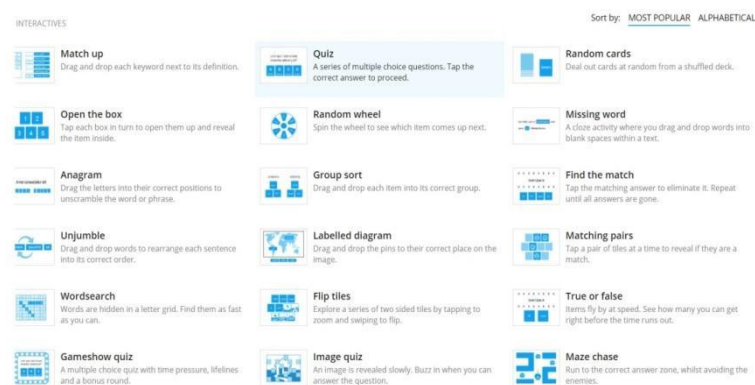 Sort by: MOST POPULAR ALPHABETICAL
INTERACTIVES
Match up
Drag and drop each keyword next to its definition.
Quiz
A series of multiple choice questions. Tap the
correct answer to proceed.
Random cards
Deal out cards at random from a shuffled deck.
Open the box
Tap each box in turn to open them up and reveal
the item inside.
Random wheel
Spin the wheel to see which item comes up next.
Missing word
A cloze activity where you drag and drop words into
blank spaces within a text.
Anagram
Drag the letters into their correct positions to
unscramble the word or phrase.
Group sort
Drag and drop each item into its correct group.
Find the match
Tap the matching answer to eliminate it. Repeat
until all answers are gone.
Unjumble
Drag and drop words to rearrange each sentence
into its correct order.
Labelled diagram
Drag and drop the pins to their correct place on the
image.
Matching pairs
Tap a pair of tiles at a time to reveal if they are a
match.
Wordsearch
Words are hidden in a letter grid. Find them as fast
as you can.
Flip tiles
Explore a series of two sided tiles by tapping to
zoom and swiping to flip.
True or false
Items fly by at speed. See how many you can get
right before the time runs out.
Gameshow quiz
A multiple choice quiz with time pressure, lifelines
and a bonus round.
Image quiz
An image is revealed slowly. Buzz in when you can
answer the question.
Maze chase
Run to the correct answer zone, whilst avoiding the
enemies.